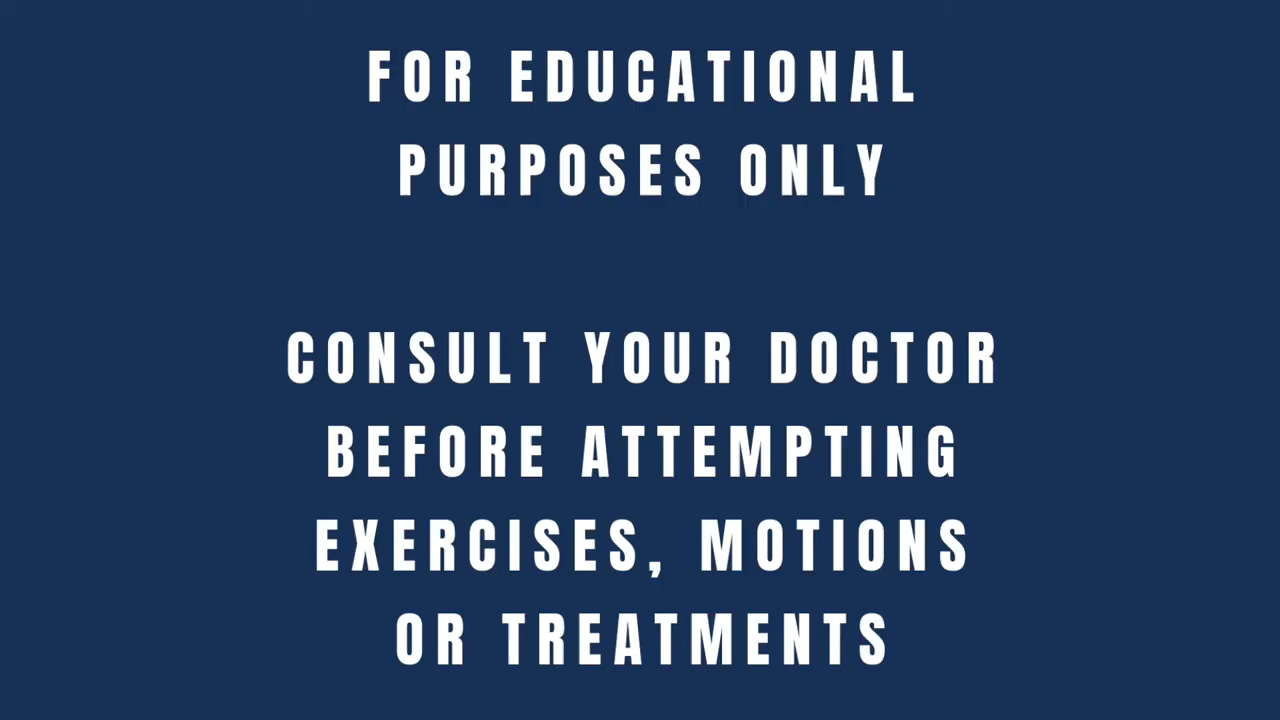 FOR EDUCATIONAL
PURPOSES ONLY
CONSULT YOUR DOCTOR
BEFORE ATTEMPTING
EXERCISES, MOTIONS
OR TREATMENTS